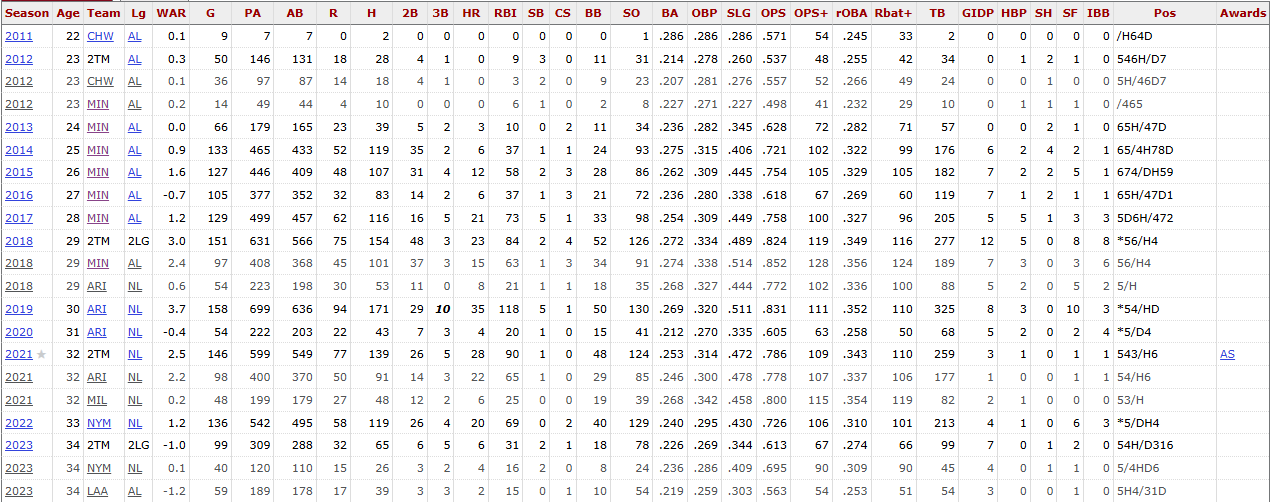 Season Age Team Lg WAR G PA AB R H 2B 3B HR RBI SB CS BB SO BA OBP SLG OPS OPS+ rOBA Rbat+ TB GIDP HBP SH SF IBB Pos Awards
2011 22 CHW AL 0.1 9 7 7 0 2 0 0 0 0 0 0 0 1 .286 .286 .286 .571 54 .245 33 2 0 0 0 0 0 /H64D
2012 23 2TM AL 0.3 50 146 131 18 28 4 1 0 9 3 0 11 31 .214 .278 .260 .537 48 .255 42 34 0 1 2 1 0 546H/D7
2012 23 CHW AL 0.2 36 97 87 14 18 4 1 0 3 2 0 9 23 .207 .281 .276 .557 52 .266 49 24 0 0 1 0 0 5H/46D7
2012 23 MIN AL 0.2 14 49 44 4 10 0 0 0 6 1 0 2 8 .227 .271 .227 .498 41 .232 29 10 0 1 1 1 0 /465
2013 24 MIN AL 0.0 66 179 165 23 39 5 2 3 10 0 2 11 34 .236 .282 .345 .628 72 .282 71 57 0 0 2 1 0 65H/47D
2014 25 MIN AL 0.9 133 465 433 52 119 35 2 6 37 1 1 24 93 .275 .315 .406 .721 102 .322 99 176 6 2 4 2 1 65/4H78D
2015 26 MIN AL 1.6 127 446 409 48 107 31 4 12 58 2 3 28 86 .262 .309 .445 .754 105 .329 105 182 7 2 2 5 1 674/DH59
2016 27 MIN AL -0.7 105 377 352 32 83 14 2 6 37 1 3 21 72 .236 .280 .338 .618 67 .269 60 119 7 1 2 1 1 65H/47D1
2017 28 MIN AL 1.2 129 499 457 62 116 16 5 21 73 5 1 33 98 .254 .309 .449 .758 100 .327 96 205 5 5 1 3 3 5D6H/472
2018 29 2TM 2LG 3.0 151 631 566 75 154 48 3 23 84 2 4 52 126 .272 .334 .489 .824 119 .349 116 277 12 5 0 8 8 *56/H4
2018 29 MIN AL 2.4 97 408 368 45 101 37 3 15 63 1 3 34 91 .274 .338 .514 .852 128 .356 124 189 7 3 0 3 6 56/H4
2018 29 ARI NL 0.6 54 223 198 30 53 11 0 8 21 1 1 18 35 .268 .327 .444 .772 102 .336 100 88 5 2 0 5 2 5/H
2019 30 ARI NL 3.7 158 699 636 94 171 29 10 35 118 5 1 50 130 .269 .320 .511 .831 111 .352 110 325 8 3 0 10 3 *54/HD
2020 31 ARI NL -0.4 54 222 203 22 43 7 3 4 20 1 0 15 41 .212 .270 .335 .605 63 .258 50 68 5 2 0 2 4 *5/D4
2021 ★ 32 2TM NL 2.5 146 599 549 77 139 26 5 28 90 1 0 48 124 .253 .314 .472 .786 109 .343 110 259 3 1 0 1 1 543/H6 AS
2021 32 ARI NL 2.2 98 400 370 50 91 14 3 22 65 1 0 29 85 .246 .300 .478 .778 107 .337 106 177 1 0 0 1 1 54/H6
2021 32 MIL NL 0.2 48 199 179 27 48 12 2 6 25 0 0 19 39 .268 .342 .458 .800 115 .354 119 82 2 1 0 0 0 53/H
2022 33 NYM NL 1.2 136 542 495 58 119 26 4 20 69 0 2 40 129 .240 .295 .430 .726 106 .310 101 213 4 1 0 6 3 *5/DH4
2023 34 2TM 2LG -1.0 99 309 288 32 65 6 5 6 31 2 1 18 78 .226 .269 .344 .613 67 .274 66 99 7 0 1 2 0 54H/D316
2023 34 NYM NL 0.1 40 120 110 15 26 3 2 4 16 2 0 8 24 .236 .286 .409 .695 90 .309 90 45 4 0 1 1 0 5/4HD6
2023 34 LAA AL -1.2 59 189 178 17 39 3 3 2 15 0 1 10 54 .219 .259 .303 .563 54 .253 51 54 3 0 0 1 0 5H4/31D